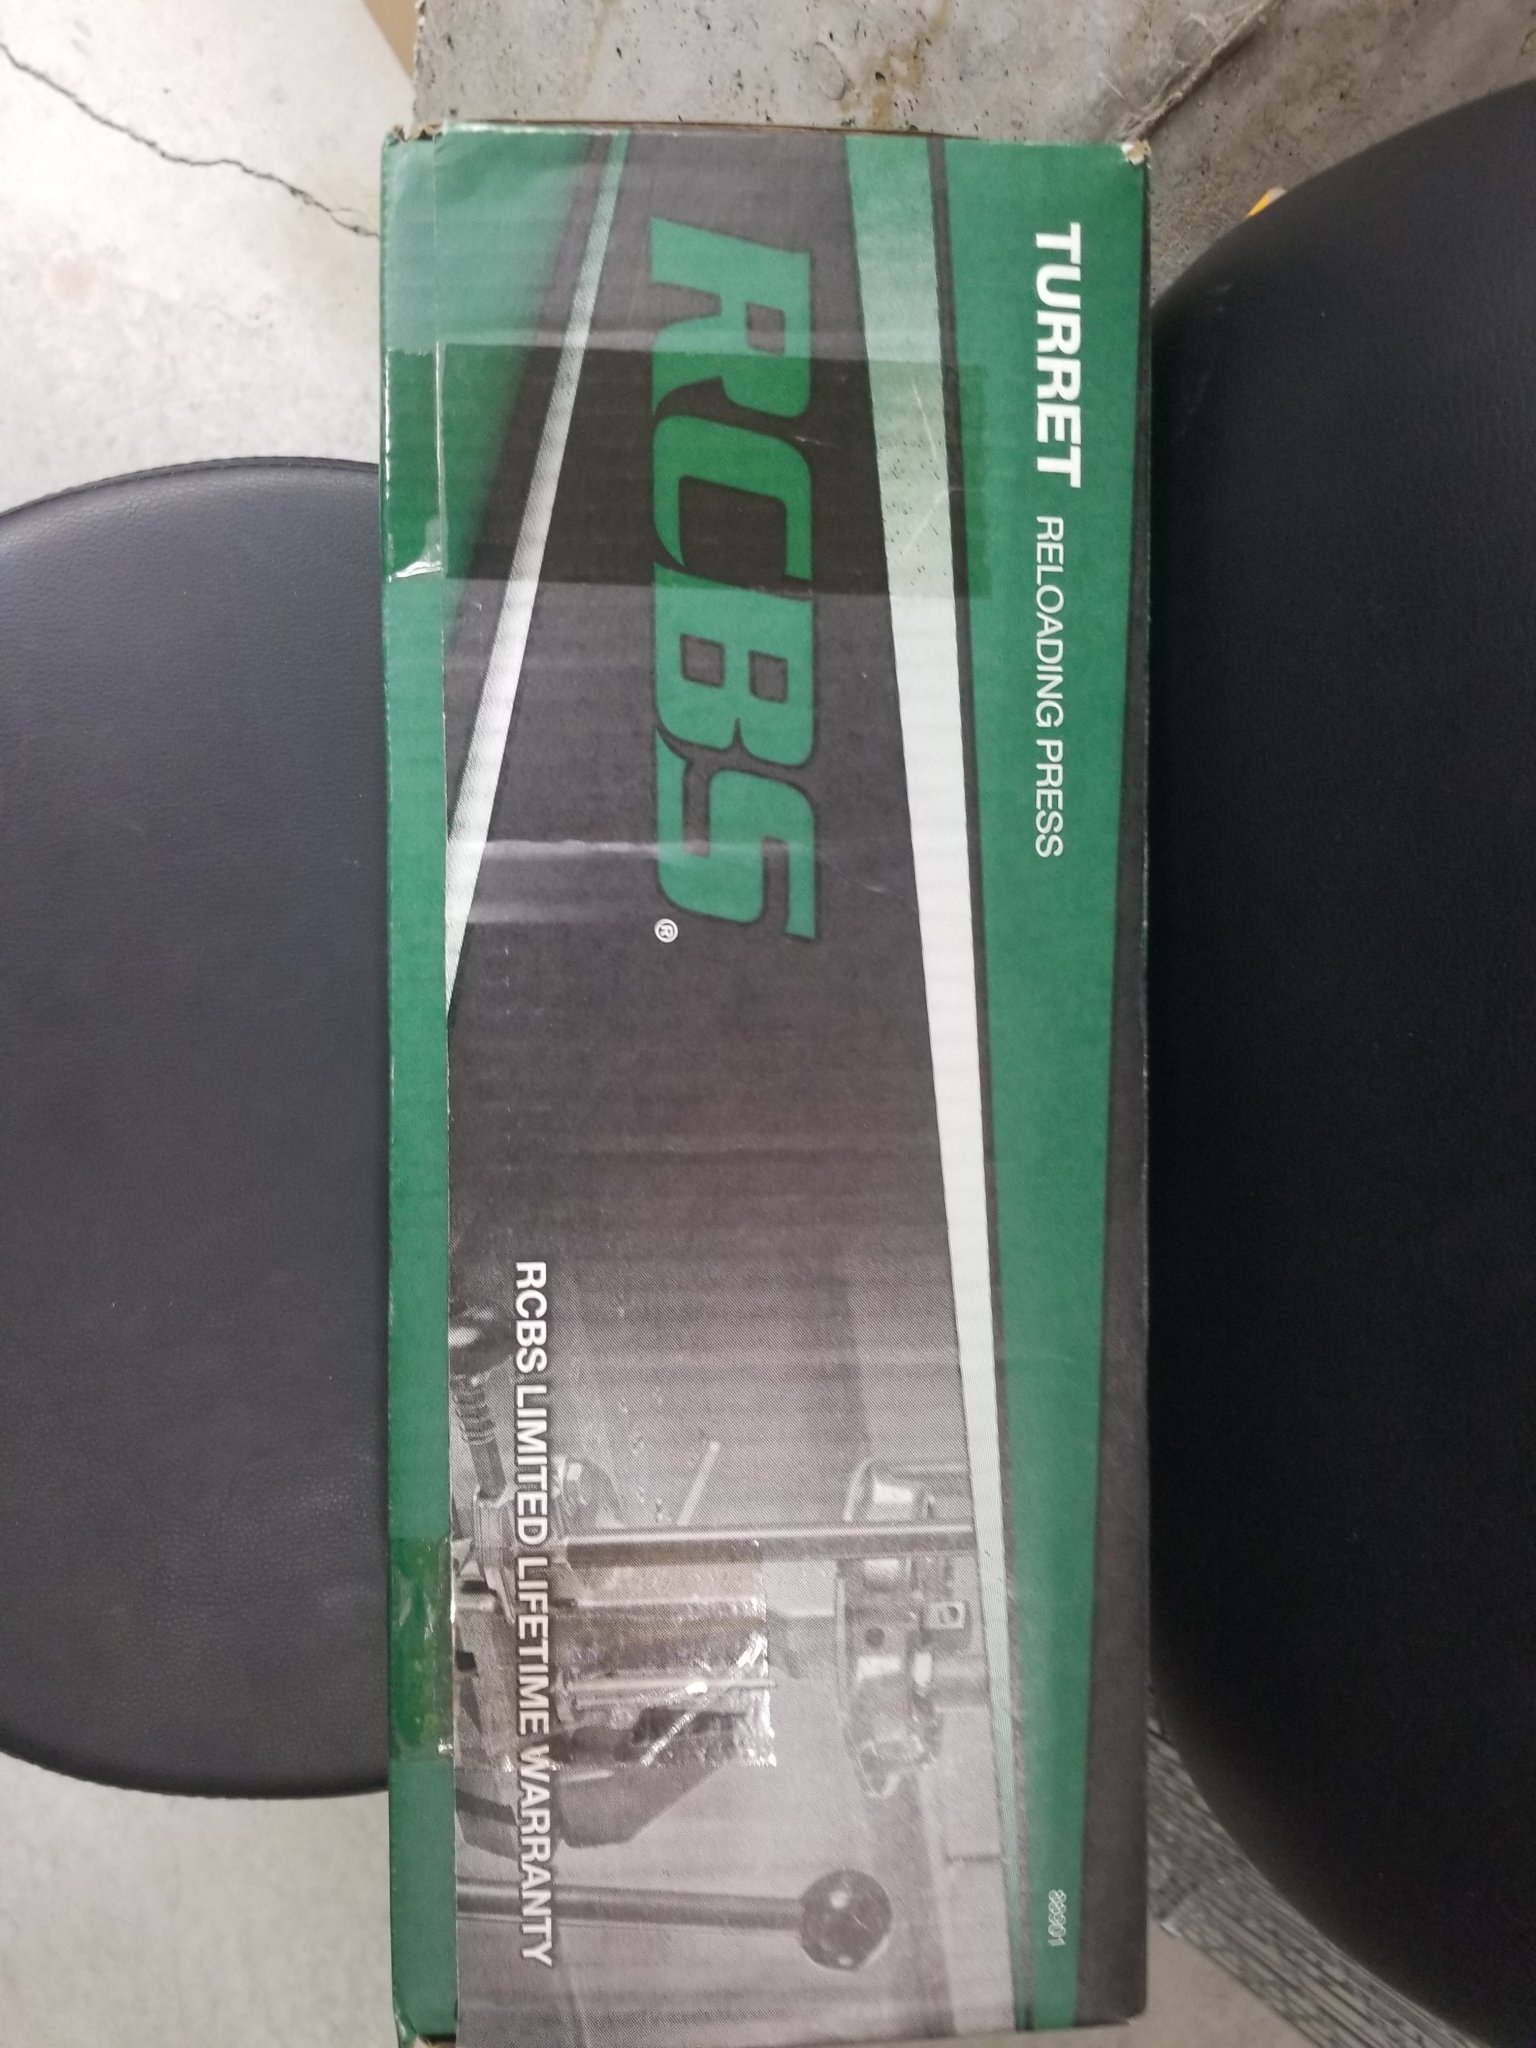 TURRET RELOADING PRESS
88901
RCBS®
RCBS LIMITED LIFETIME WARRANTY